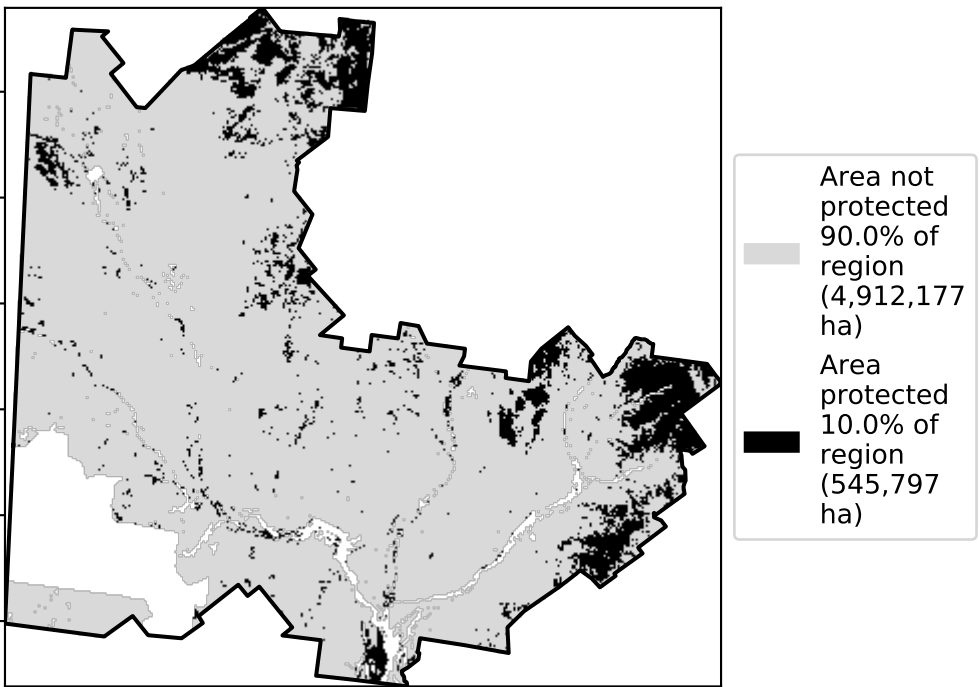 Area not
protected
90.0% of
region
(4,912,177
ha)
Area
protected
10.0% of
region
(545,797
ha)